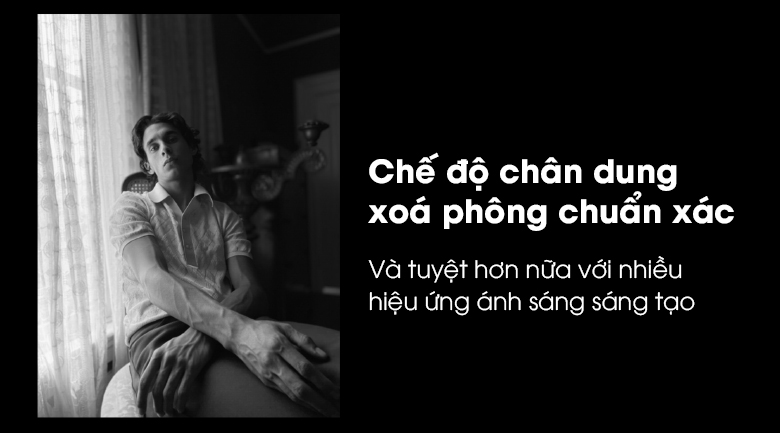 Chế độ chân dung
xoá phông chuẩn xác
Và tuyệt hơn nữa với nhiều
hiệu ứng ánh sáng sáng tạo